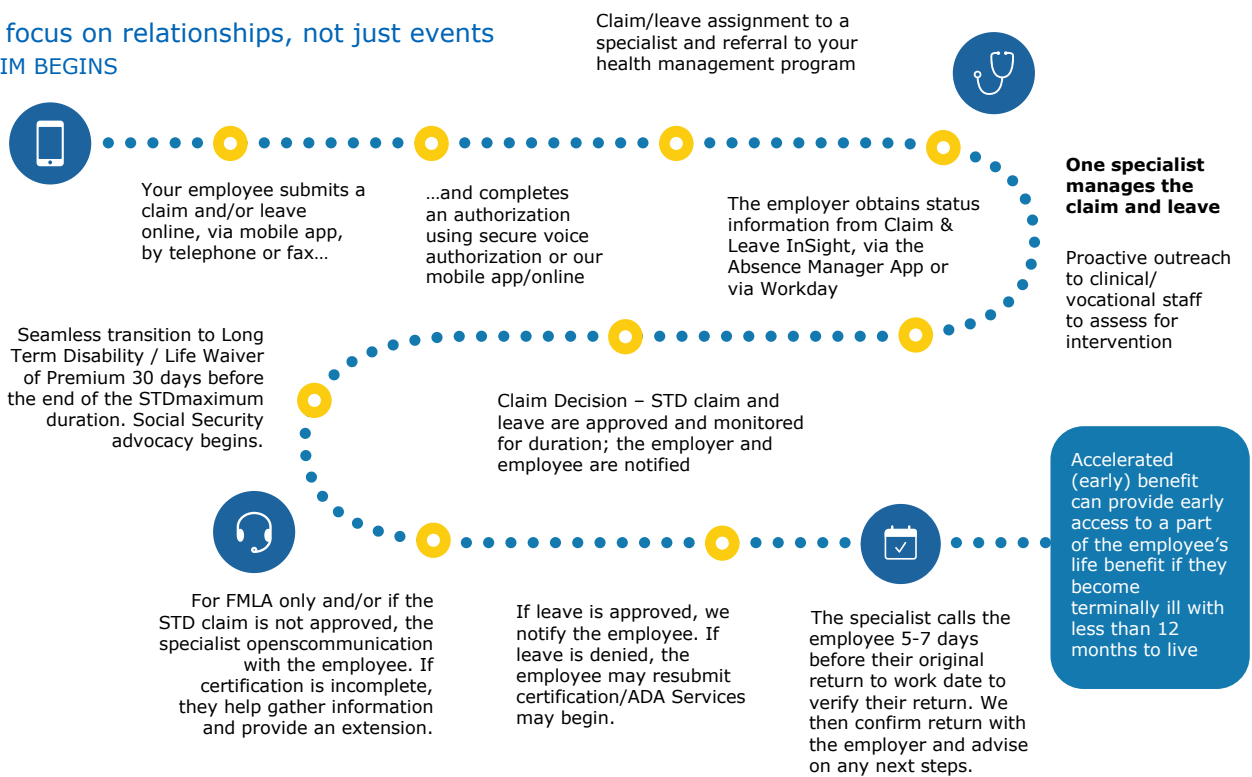 focus on relationships, not just events
IM BEGINS
Claim/leave assignment to a
specialist and referral to your
health management program
Your employee submits a
claim and/or leave
online, via mobile app,
by telephone or fax…
…and completes
an authorization
using secure voice
authorization or our
mobile app/online
The employer obtains status
information from Claim &
Leave InSight, via the
Absence Manager App or
via Workday
One specialist
manages the
claim and leave
Proactive outreach
to clinical/
vocational staff
to assess for
intervention
Claim Decision – STD claim and
leave are approved and monitored
for duration; the employer and
employee are notified
Seamless transition to Long
Term Disability / Life Waiver
of Premium 30 days before
the end of the STDmaximum
duration. Social Security
advocacy begins.
For FMLA only and/or if the
STD claim is not approved, the
specialist openscommunication
with the employee. If
certification is incomplete,
they help gather information
and provide an extension.
If leave is approved, we
notify the employee. If
leave is denied, the
employee may resubmit
certification/ADA Services
may begin.
The specialist calls the
employee 5-7 days
before their original
return to work date to
verify their return. We
then confirm return with
the employer and advise
on any next steps.
Accelerated
(early) benefit
can provide early
access to a part
of the employee’s
life benefit if they
become
terminally ill with
less than 12
months to live